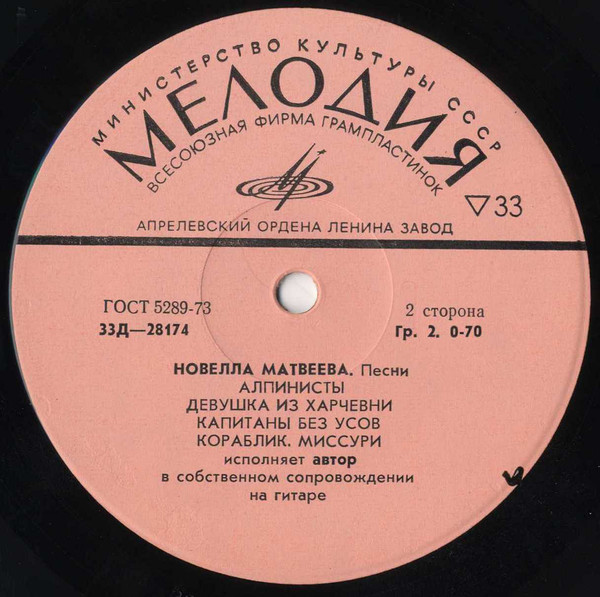 МИНИСТЕРСТВО КУЛЬТУРЫ СССР
МЕЛОДИЯ
ВСЕСОЮЗНАЯ ФИРМА ГРАМПЛАСТИНОК
33
АПРЕЛЕВСКИЙ ОРДЕНА ЛЕНИНА ЗАВОД
ГОСТ 5289-73
2 сторона
33Д—28174
Гр. 2. 0-70
НОВЕЛЛА МАТВЕЕВА. Песни
АЛПИНИСТЫ
ДЕВУШКА ИЗ ХАРЧЕВНИ
КАПИТАНЫ БЕЗ УСОВ
КОРАБЛИК. МИССУРИ
исполняет автор
в собственном сопровождении
на гитаре